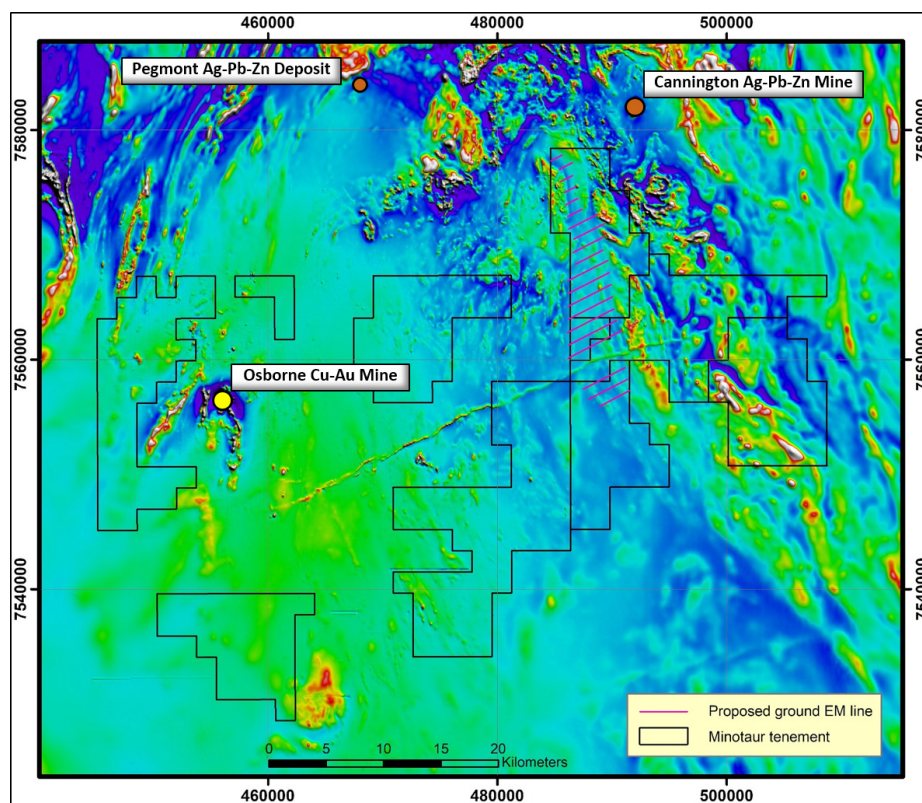 460000
480000
500000
Pegmont Ag-Pb-Zn Deposit
Cannington Ag-Pb-Zn Mine
7580000
7580000
7560000
7560000
Osborne Cu-Au Mine
7540000
7540000
Proposed ground EM line
Minotaur tenement
0 5 10 15 20
Kilometers
460000
480000
500000